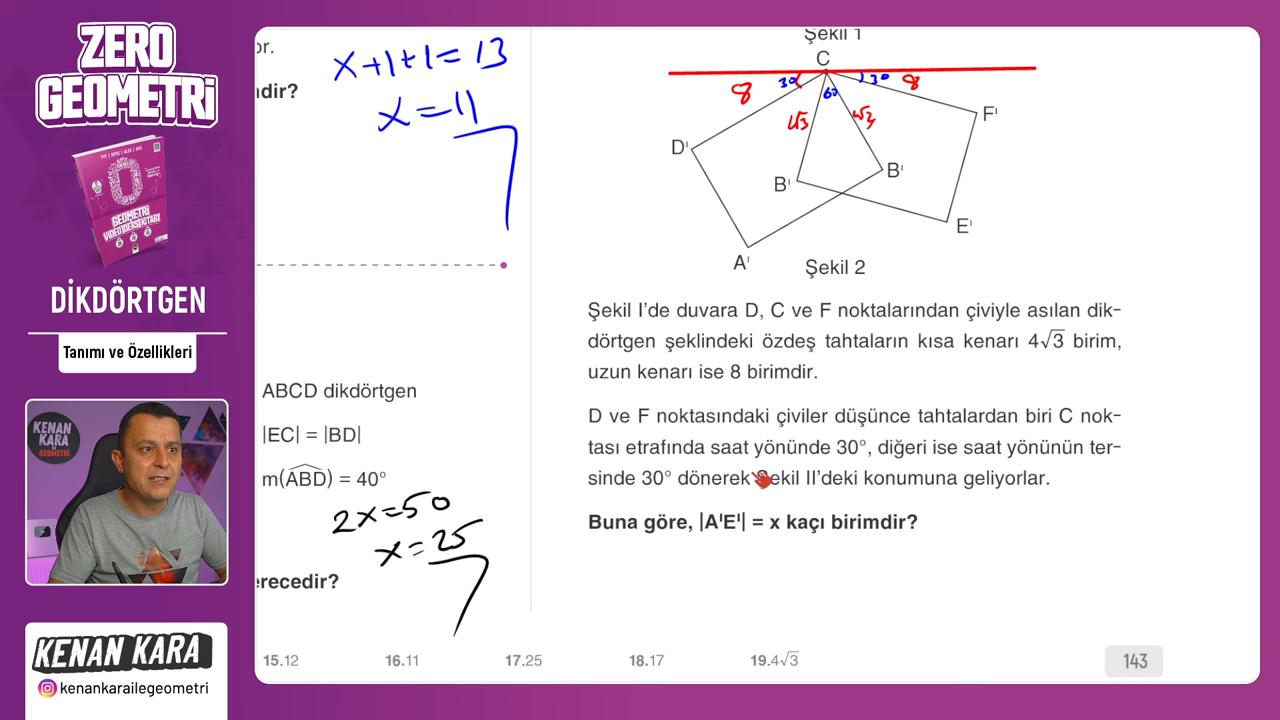 ZERO
GEOMETRİ
GEOMETRİ
VİDEO DERS KİTABI
DİKDÖRTGEN
Tanımı ve Özellikleri
KENAN
KARA
GEOMETRİ
KENAN KARA
kenankarailegeometri
or.
ndir?
x+1+1=13
x=11
ABCD dikdörtgen
|EC| = |BD|
m(ABD) = 40°
2x=50
x=25
erecedir?
Şekil 1
C
8
30
60
30
8
4√3
4√3
D'
B'
B'
F'
E'
A'
Şekil 2
Şekil I'de duvara D, C ve F noktalarından çiviyle asılan dik-
dörtgen şeklindeki özdeş tahtaların kısa kenarı 4√3 birim,
uzun kenarı ise 8 birimdir.
D ve F noktasındaki çiviler düşünce tahtalardan biri C nok-
tası etrafında saat yönünde 30°, diğeri ise saat yönünün ter-
sinde 30° dönerek Şekil II'deki konumuna geliyorlar.
Buna göre, |A'E'| = x kaçı birimdir?
15.12 16.11 17.25 18.17 19.4√3
143